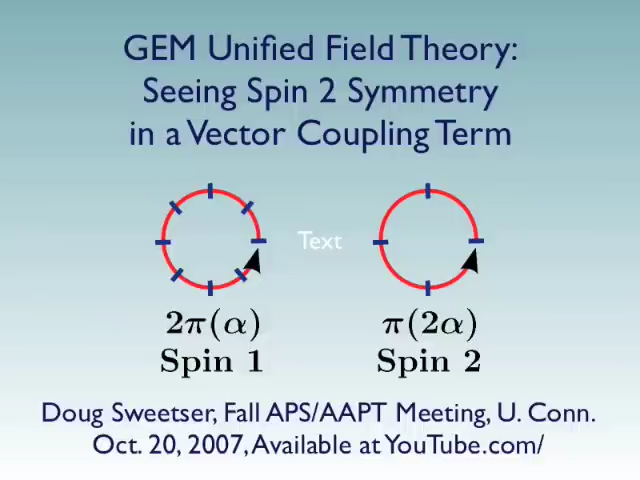 GEM Unified Field Theory:
Seeing Spin 2 Symmetry
in a Vector Coupling Term
Text
2π(α) π(2α)
Spin 1 Spin 2
Doug Sweetser, Fall APS/AAPT Meeting, U. Conn.
Oct. 20, 2007, Available at YouTube.com/